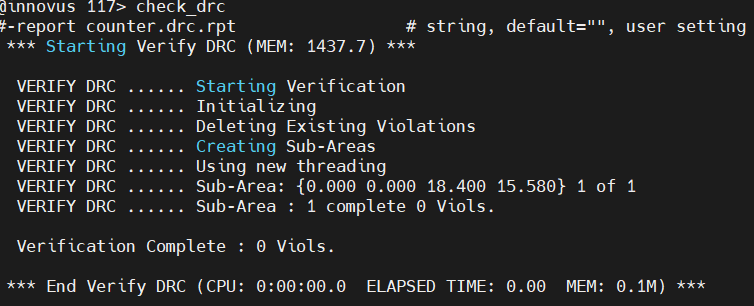 @innovus 117> check_drc
#-report counter.drc.rpt # string, default="", user setting
*** Starting Verify DRC (MEM: 1437.7) ***
VERIFY DRC ...... Starting Verification
VERIFY DRC ...... Initializing
VERIFY DRC ...... Deleting Existing Violations
VERIFY DRC ...... Creating Sub-Areas
VERIFY DRC ...... Using new threading
VERIFY DRC ...... Sub-Area: {0.000 0.000 18.400 15.580} 1 of 1
VERIFY DRC ...... Sub-Area : 1 complete 0 Viols.
Verification Complete : 0 Viols.
*** End Verify DRC (CPU: 0:00:00.0 ELAPSED TIME: 0.00 MEM: 0.1M) ***